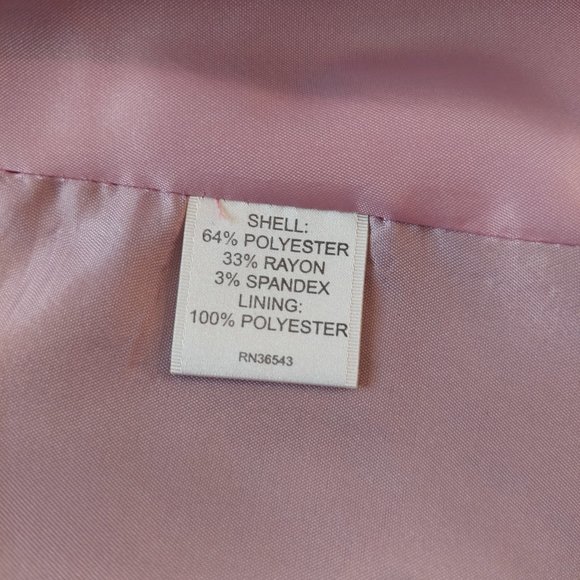 SHELL:
64% POLYESTER
33% RAYON
3% SPANDEX
LINING:
100% POLYESTER
RN36543